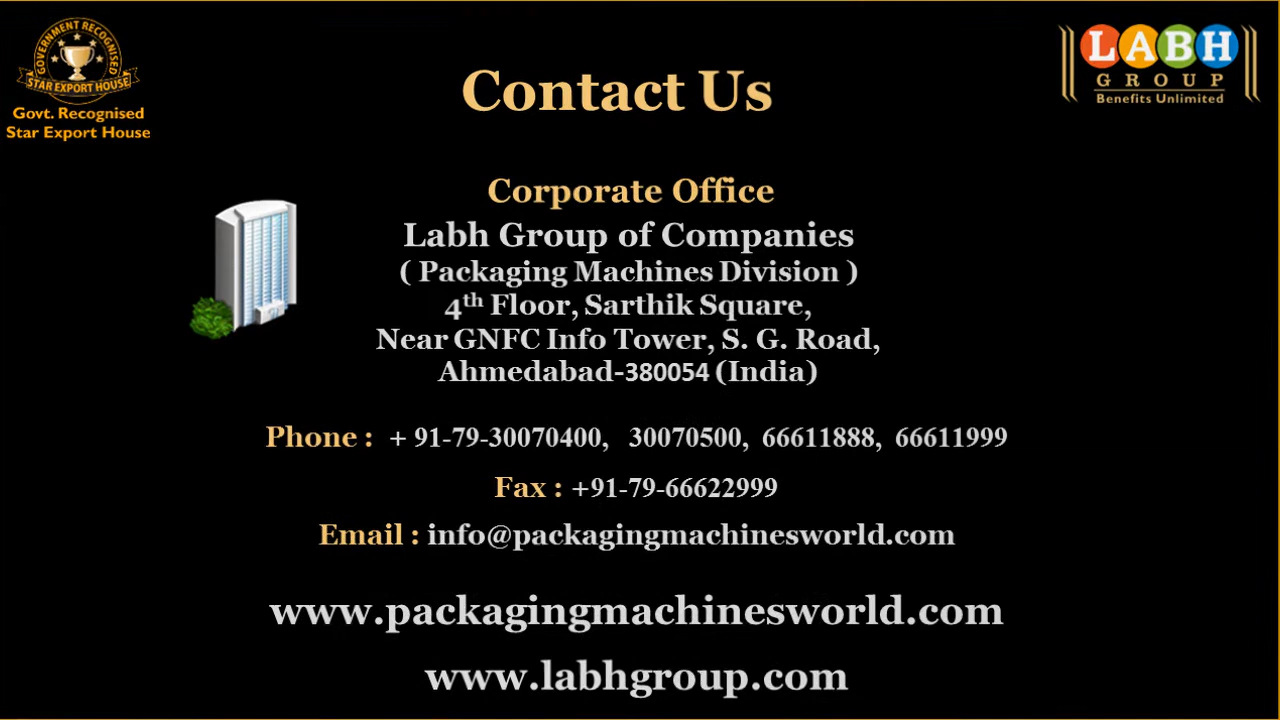 GOVERNMENT RECOGNISED
STAR EXPORT HOUSE
Govt. Recognised
Star Export House
LABH
GROUP
Benefits Unlimited
Contact Us
Corporate Office
Labh Group of Companies
( Packaging Machines Division )
4th Floor, Sarthik Square,
Near GNFC Info Tower, S. G. Road,
Ahmedabad-380054 (India)
Phone : + 91-79-30070400, 30070500, 66611888, 66611999
Fax : +91-79-66622999
Email : info@packagingmachinesworld.com
www.packagingmachinesworld.com
www.labhgroup.com